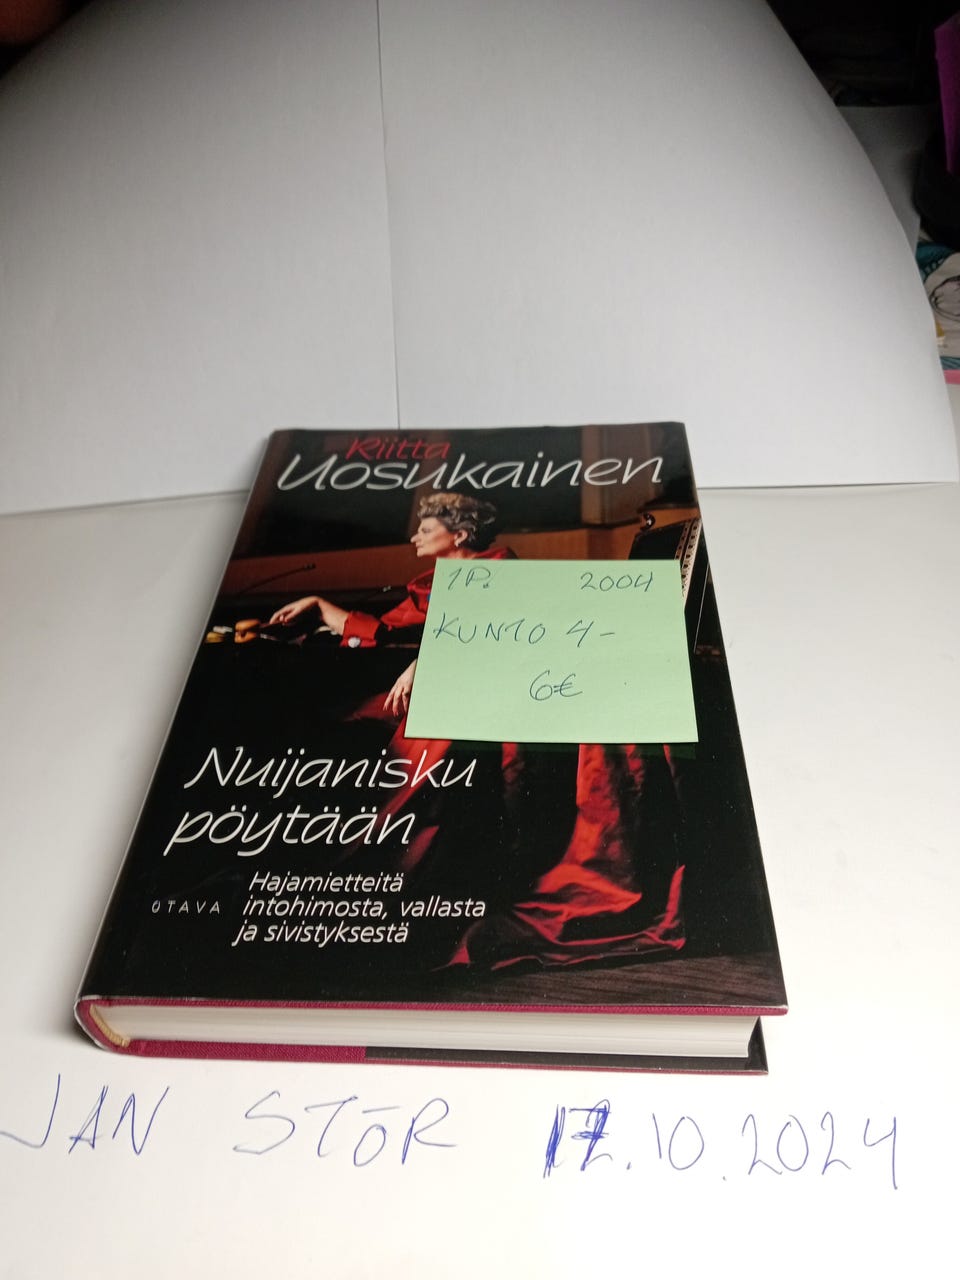 Riitta
Uosukainen
1P. 2004
KUNTO 4-
6€
Nuijanisku
pöytään
Hajamietteitä
OTAVA intohimosta, vallasta
ja sivistyksestä
JAN STÖR 17.10.2024